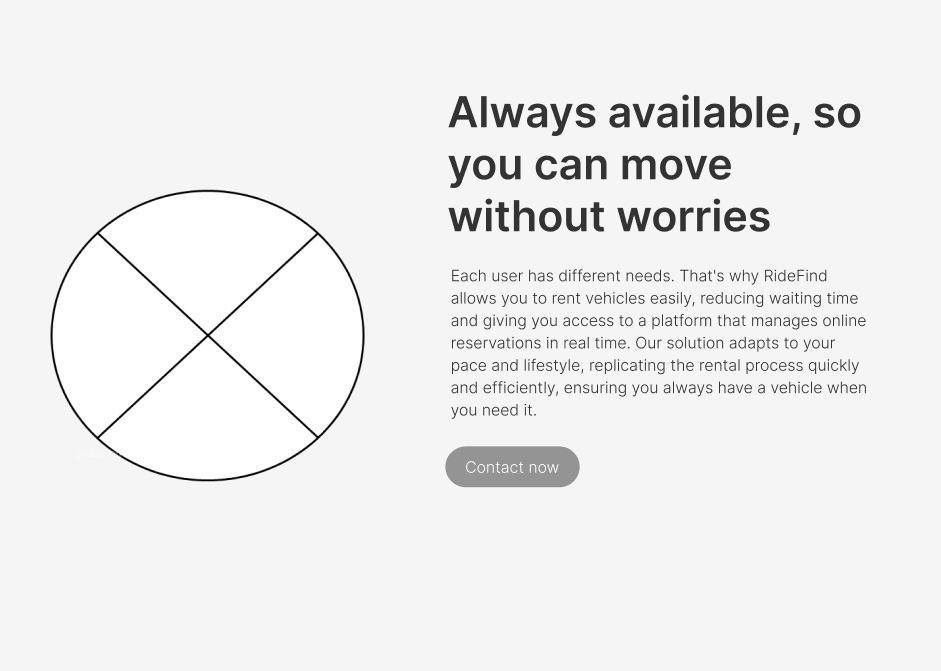 Always available, so
you can move
without worries
Each user has different needs. That's why RideFind
allows you to rent vehicles easily, reducing waiting time
and giving you access to a platform that manages online
reservations in real time. Our solution adapts to your
pace and lifestyle, replicating the rental process quickly
and efficiently, ensuring you always have a vehicle when
you need it.
Contact now